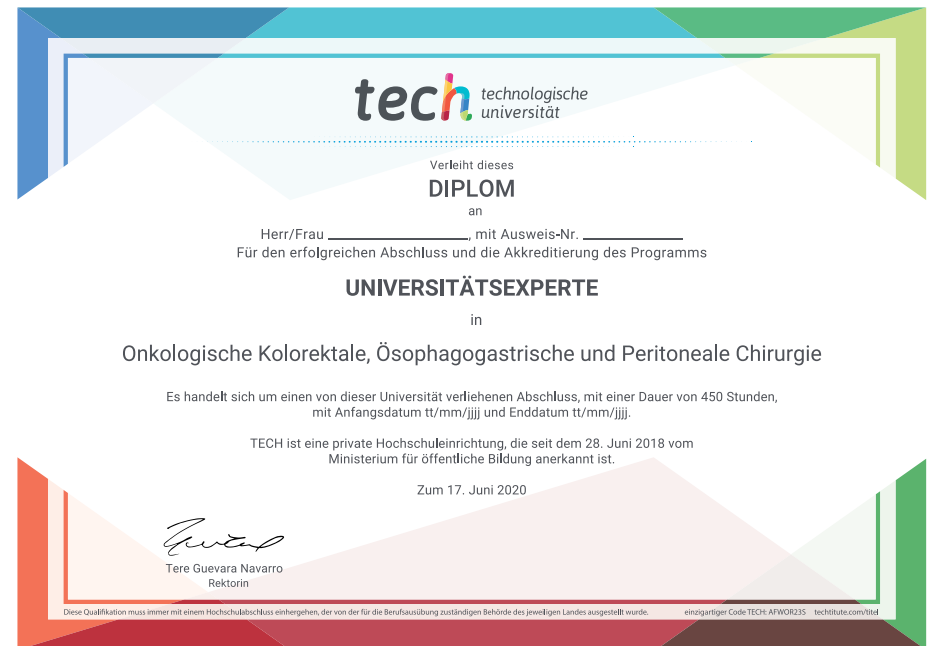 tech technologische
universität
Verleiht dieses
DIPLOM
an
Herr/Frau ____________________, mit Ausweis-Nr. ______________
Für den erfolgreichen Abschluss und die Akkreditierung des Programms
UNIVERSITÄTSEXPERTE
in
Onkologische Kolorektale, Ösophagogastrische und Peritoneale Chirurgie
Es handelt sich um einen von dieser Universität verliehenen Abschluss, mit einer Dauer von 450 Stunden,
mit Anfangsdatum tt/mm/jjjj und Enddatum tt/mm/jjjj.
TECH ist eine private Hochschuleinrichtung, die seit dem 28. Juni 2018 vom
Ministerium für öffentliche Bildung anerkannt ist.
Zum 17. Juni 2020
Tere Guevara Navarro
Rektorin
Diese Qualifikation muss immer mit einem Hochschulabschluss einhergehen, der von der für die Berufsausübung zuständigen Behörde des jeweiligen Landes ausgestellt wurde. einzigartiger Code TECH: AFWOR23S techtitute.com/titel